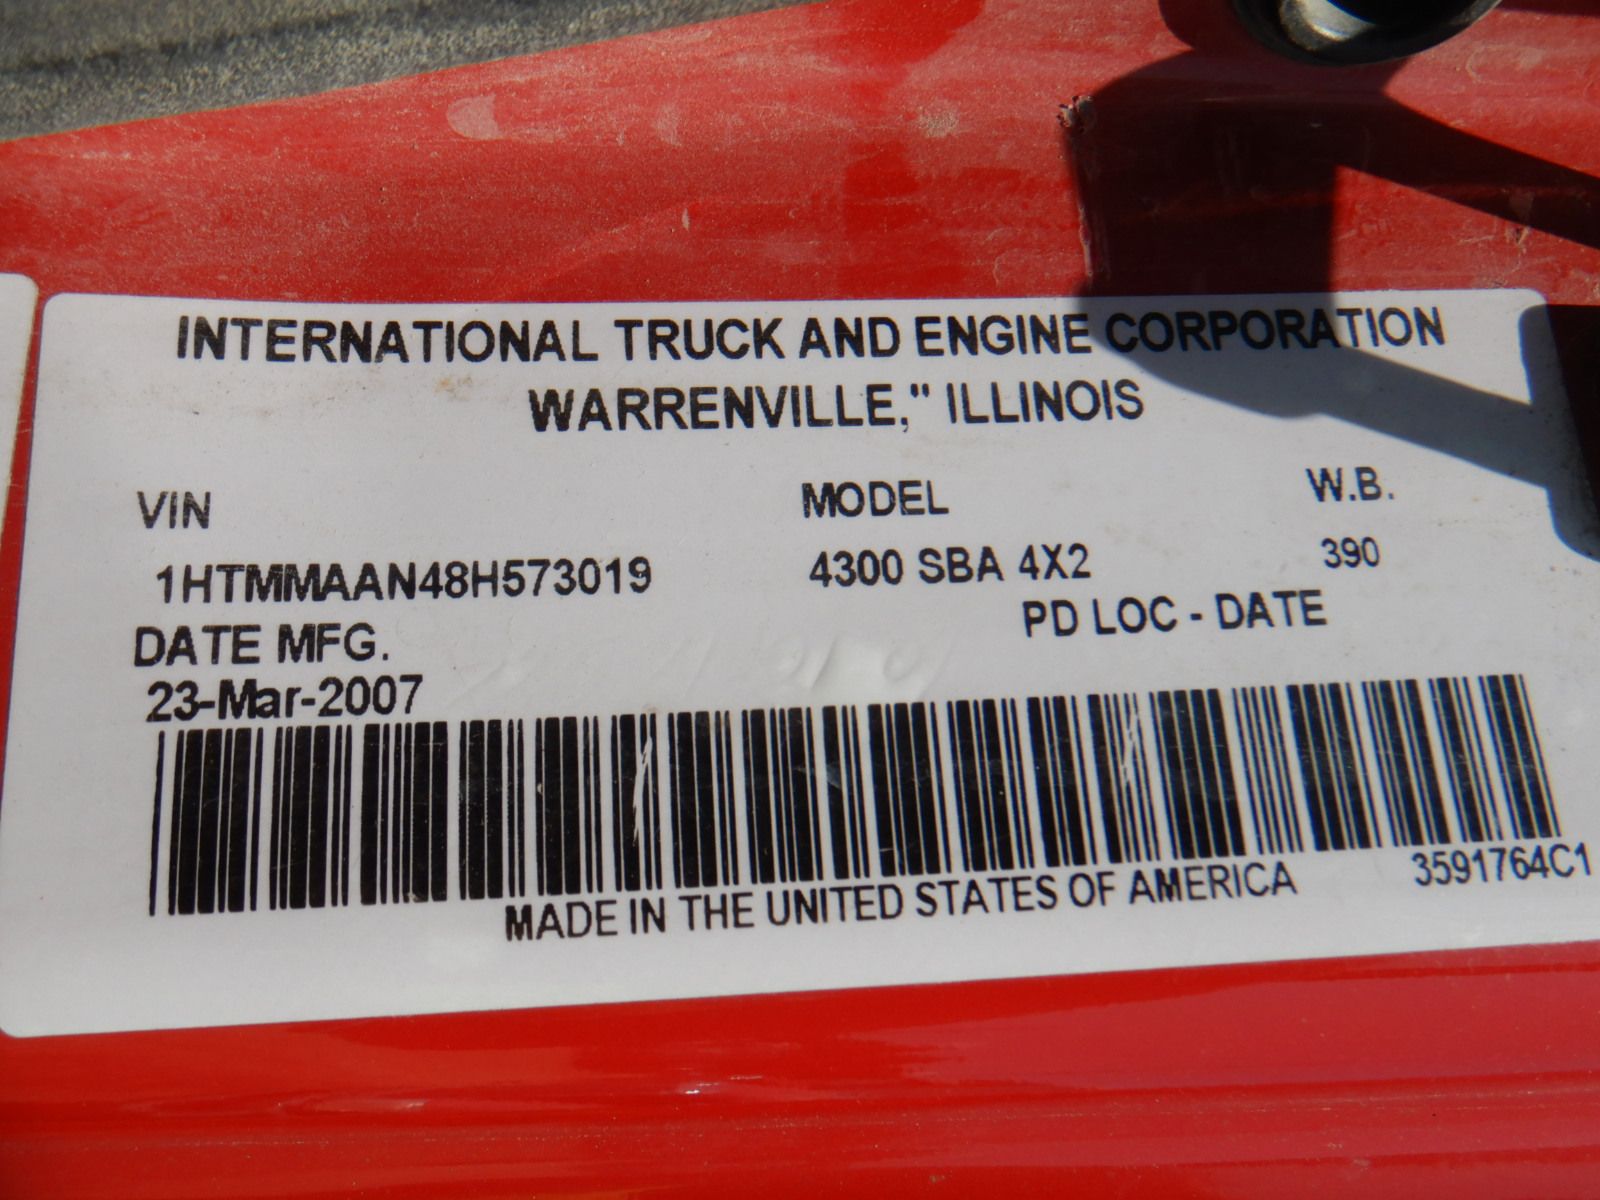 INTERNATIONAL TRUCK AND ENGINE CORPORATION
WARRENVILLE," ILLINOIS
VIN MODEL W.B.
1HTMMAAN48H573019 4300 SBA 4X2 390
DATE MFG. PD LOC - DATE
23-Mar-2007
MADE IN THE UNITED STATES OF AMERICA 3591764C1